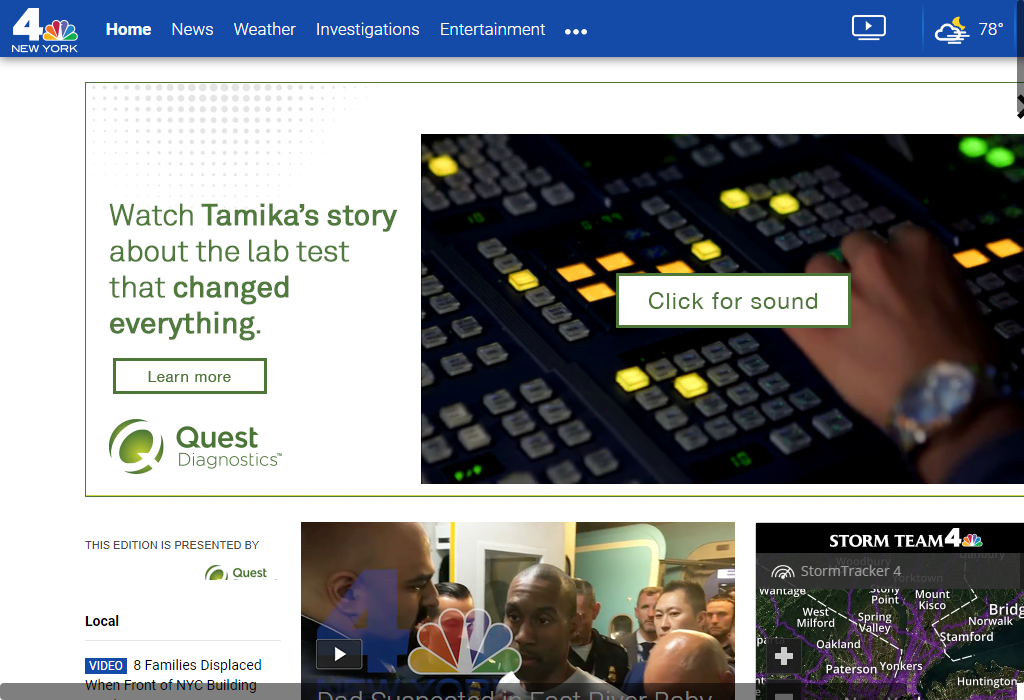 4
NEW YORK
Home News Weather Investigations Entertainment
78°
Watch Tamika's story
about the lab test
that changed
everything.
Learn more
Quest
Diagnostics™
Click for sound
THIS EDITION IS PRESENTED BY
Quest
Local
VIDEO 8 Families Displaced
When Front of NYC Building
Dad Suspected in East River Baby
STORM TEAM 4
StormTracker 4
Woodbury
Danbury
Yorktown
Wantage
Stony
Point
Mount
Kisco
Bridg
Norwalk
West
Milford
Spring
Valley
Stamford
Oakland
Paterson
Yonkers
Huntington